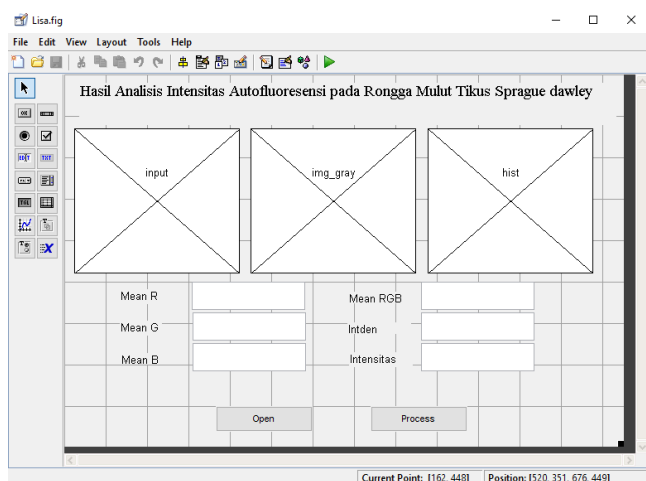 Lisa.fig
File Edit View Layout Tools Help
Hasil Analisis Intensitas Autofluoresensi pada Rongga Mulut Tikus Sprague dawley
input img_gray hist
Mean R Mean RGB
Mean G Intden
Mean B Intensitas
Open Process
Current Point: [162, 448] Position: [520, 351, 676, 449]